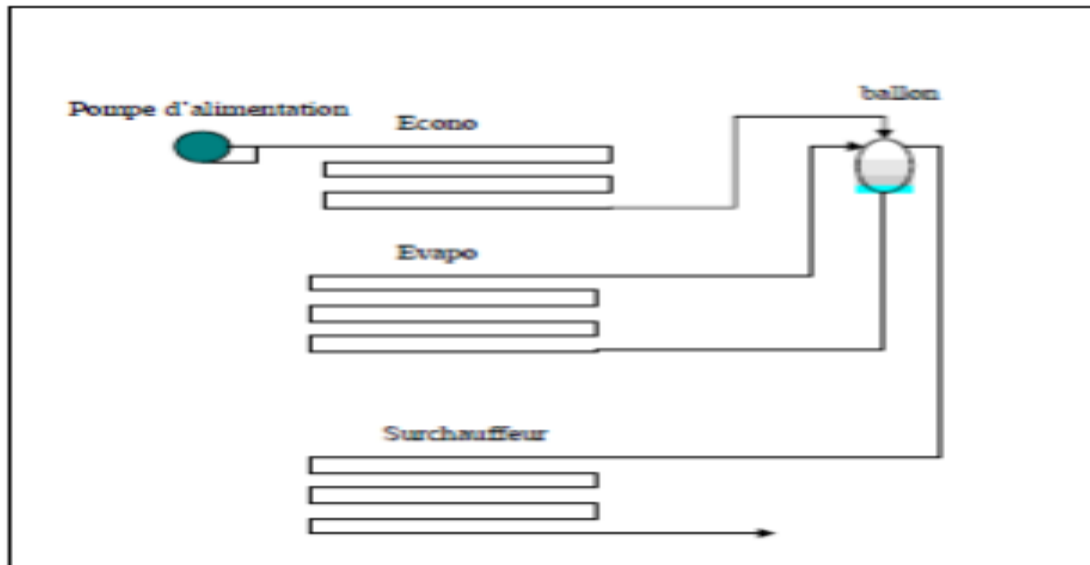 ballon
Pompe d'alimentation
Econo
Evapo
Surchauffeur